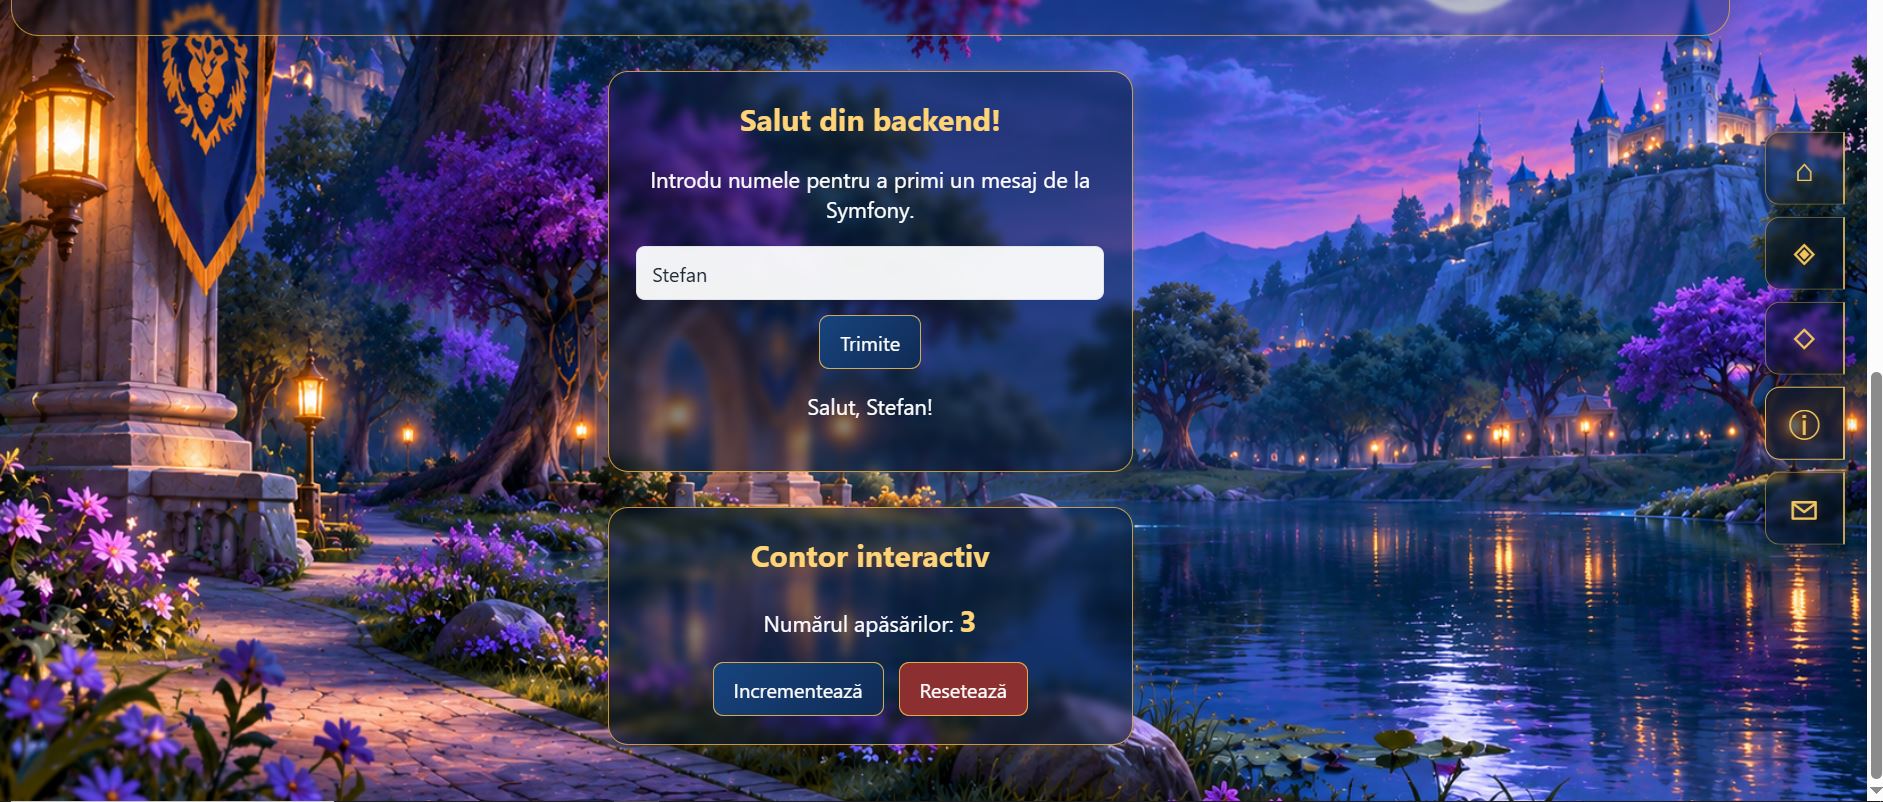 Salut din backend!
Introdu numele pentru a primi un mesaj de la
Symfony.
Stefan
Trimite
Salut, Stefan!
Contor interactiv
Numărul apăsărilor: 3
Incrementează
Resetează